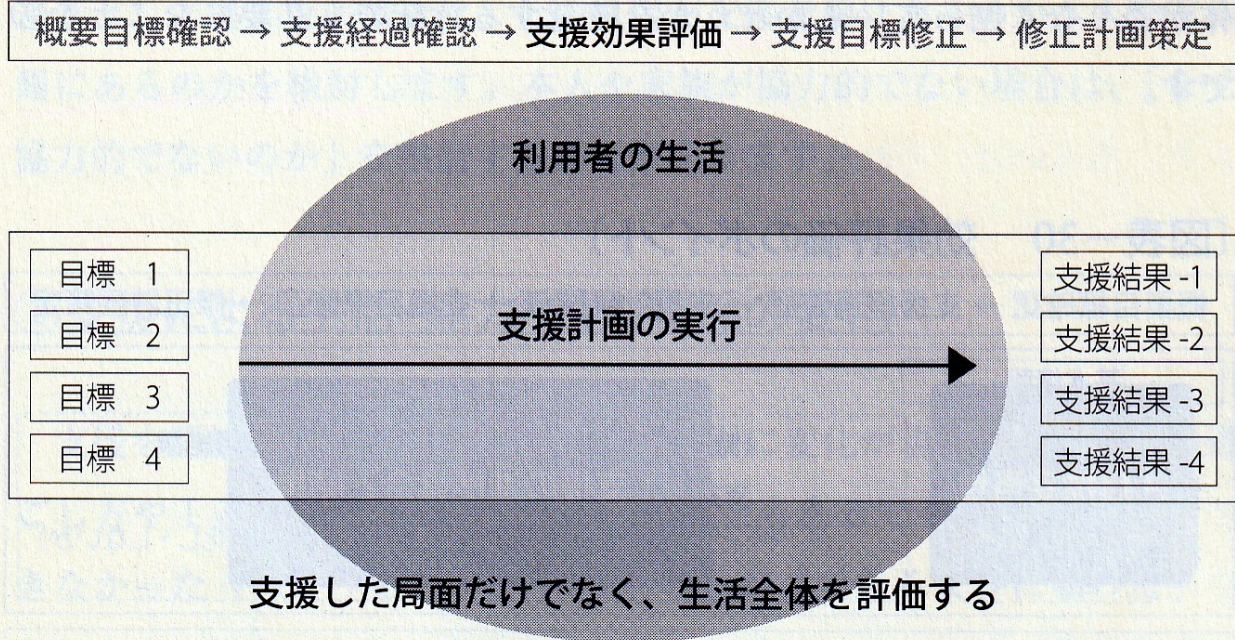 概要目標確認 → 支援経過確認 → 支援効果評価 → 支援目標修正 → 修正計画策定
利用者の生活
目標 1
目標 2
目標 3
目標 4
支援計画の実行
支援結果 -1
支援結果 -2
支援結果 -3
支援結果 -4
支援した局面だけでなく、生活全体を評価する